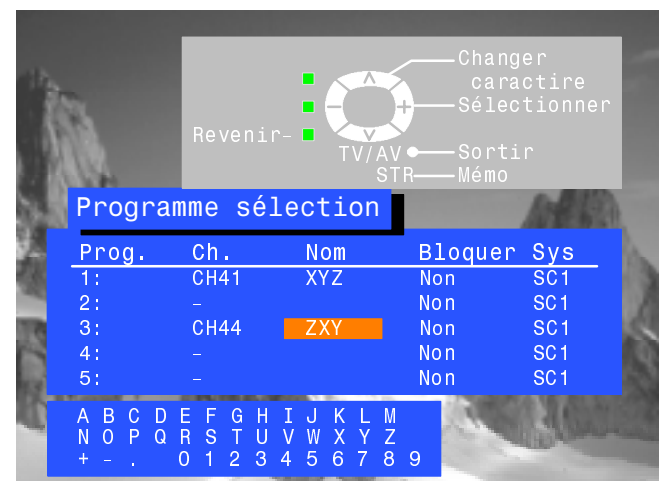 Changer
caractire
Sélectionner
Revenir
TV/AV Sortir
STR Mémo
Programme sélection
Prog. Ch. Nom Bloquer Sys
1: CH41 XYZ Non SC1
2: – Non SC1
3: CH44 ZXY Non SC1
4: – Non SC1
5: – Non SC1
A B C D E F G H I J K L M
N O P Q R S T U V W X Y Z
+ – . 0 1 2 3 4 5 6 7 8 9